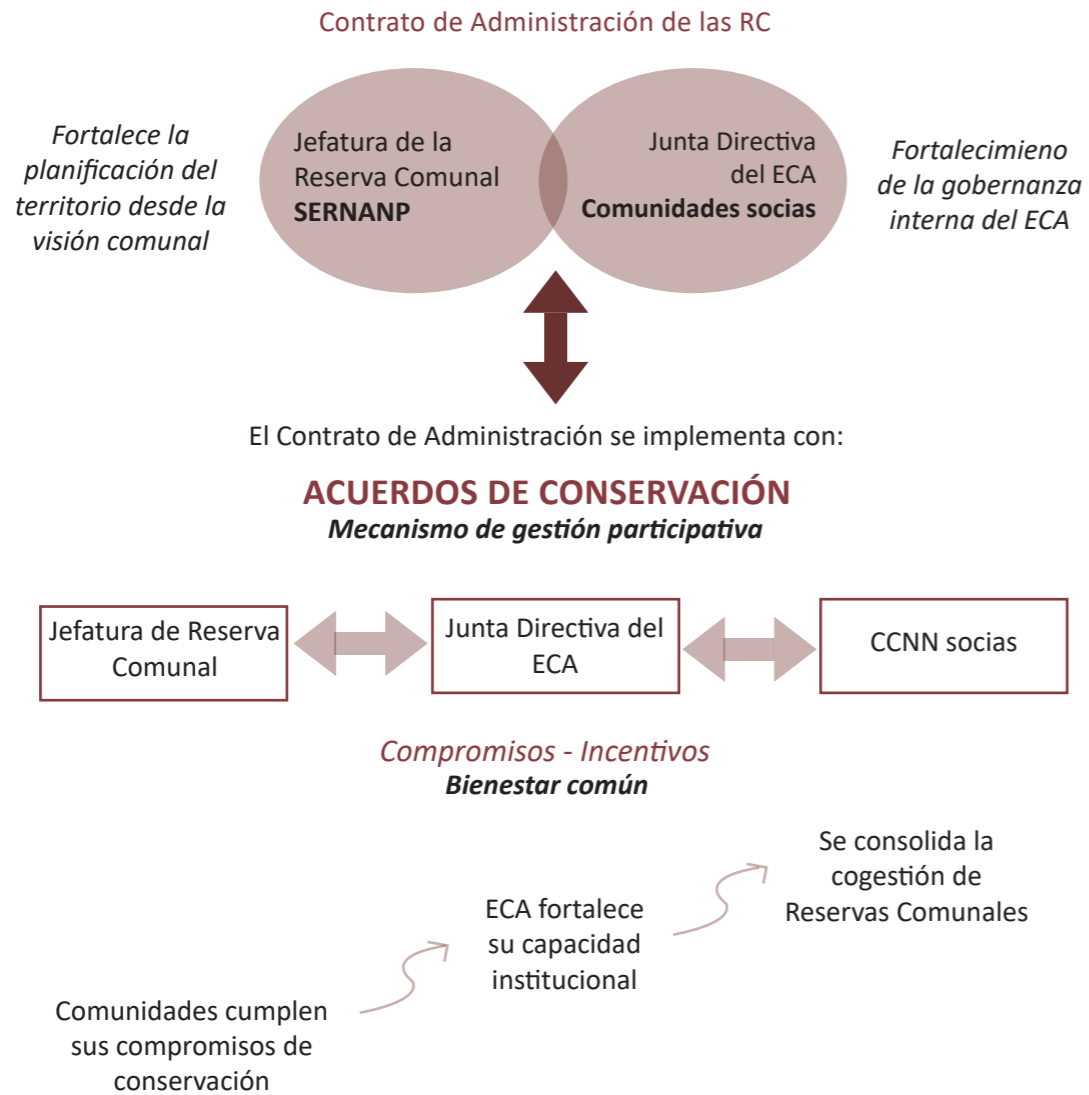 Contrato de Administración de las RC
Fortalece la
planificación del
territorio desde la
visión comunal
Jefatura de la
Reserva Comunal
SERNANP
Junta Directiva
del ECA
Comunidades socias
Fortalecimieno
de la gobernanza
interna del ECA
El Contrato de Administración se implementa con:
ACUERDOS DE CONSERVACIÓN
Mecanismo de gestión participativa
Jefatura de Reserva
Comunal
Junta Directiva del
ECA
CCNN socias
Compromisos - Incentivos
Bienestar común
Comunidades cumplen
sus compromisos de
conservación
ECA fortalece
su capacidad
institucional
Se consolida la
cogestión de
Reservas Comunales